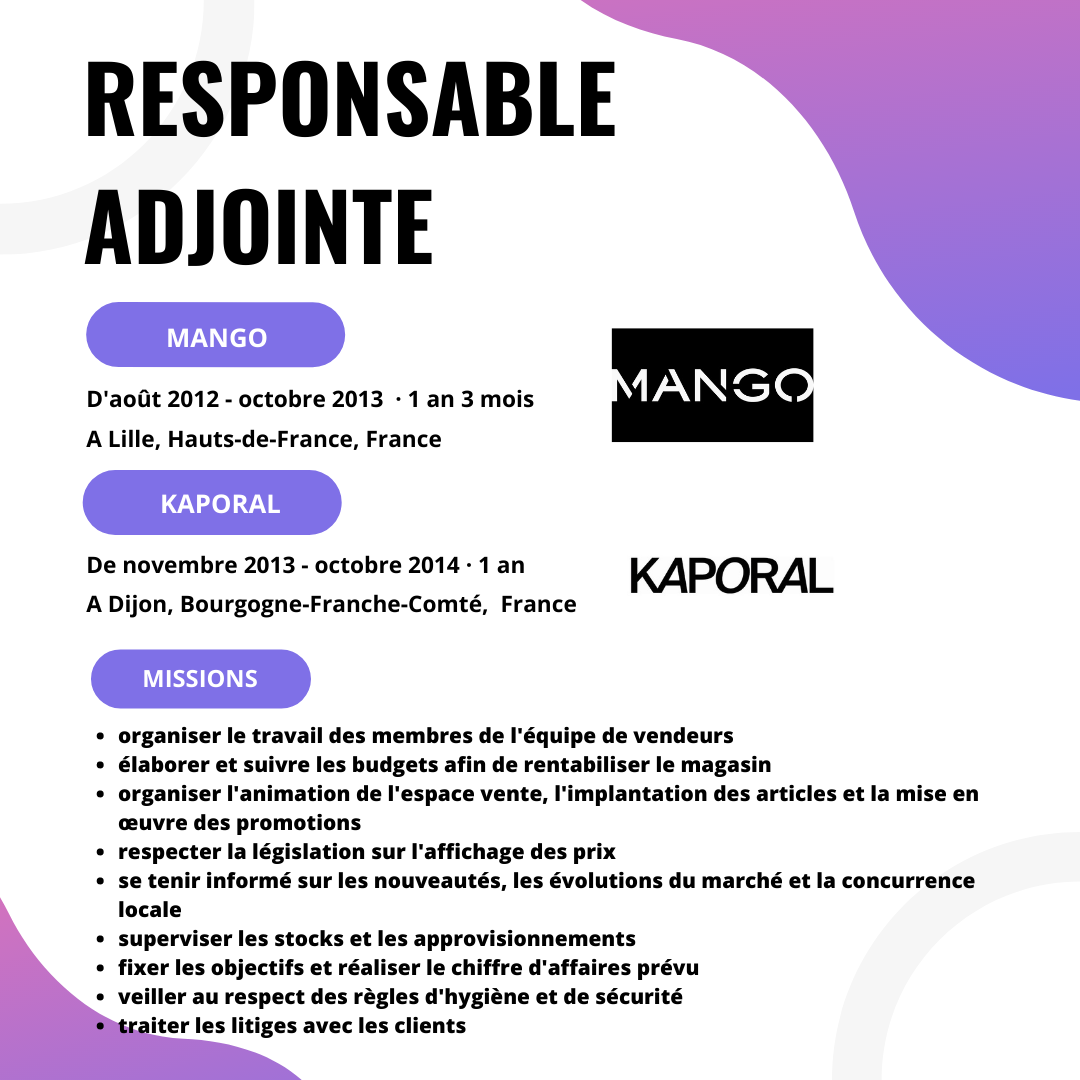 RESPONSABLE
ADJOINTE
MANGO
MANGO
D'août 2012 - octobre 2013 · 1 an 3 mois
A Lille, Hauts-de-France, France
KAPORAL
De novembre 2013 - octobre 2014 · 1 an
KAPORAL
A Dijon, Bourgogne-Franche-Comté, France
MISSIONS
• organiser le travail des membres de l'équipe de vendeurs
• élaborer et suivre les budgets afin de rentabiliser le magasin
• organiser l'animation de l'espace vente, l'implantation des articles et la mise en
œuvre des promotions
• respecter la législation sur l'affichage des prix
• se tenir informé sur les nouveautés, les évolutions du marché et la concurrence
locale
• superviser les stocks et les approvisionnements
• fixer les objectifs et réaliser le chiffre d'affaires prévu
• veiller au respect des règles d'hygiène et de sécurité
• traiter les litiges avec les clients